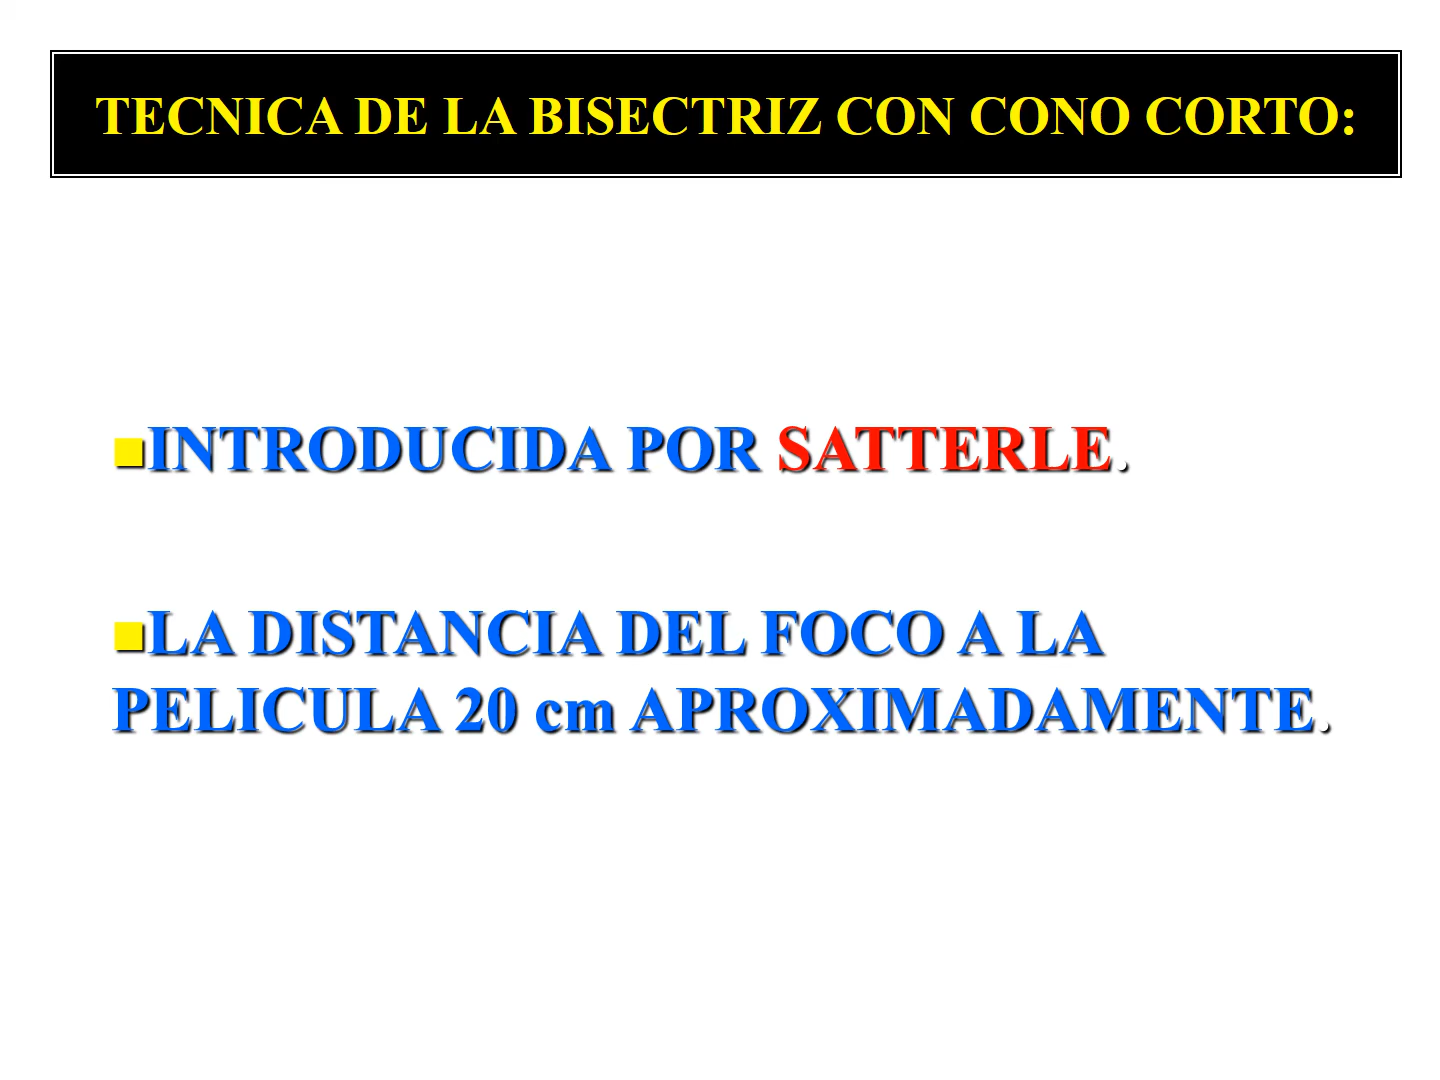 TECNICA DE LA BISECTRIZ CON CONO CORTO:
INTRODUCIDA POR SATTERLE.
LA DISTANCIA DEL FOCO A LA
PELICULA 20 cm APROXIMADAMENTE.